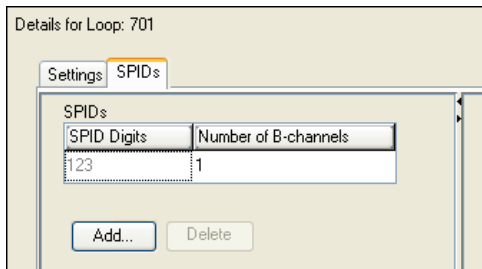 Details for Loop: 701
Settings SPIDs
SPIDs
SPID Digits Number of B-channels
123 1
Add... Delete